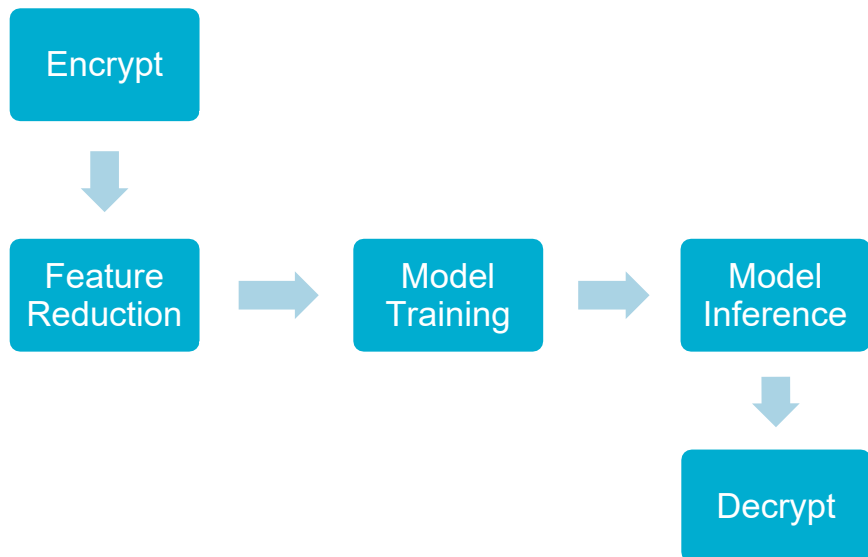 Encrypt
Feature
Reduction
Model
Training
Model
Inference
Decrypt